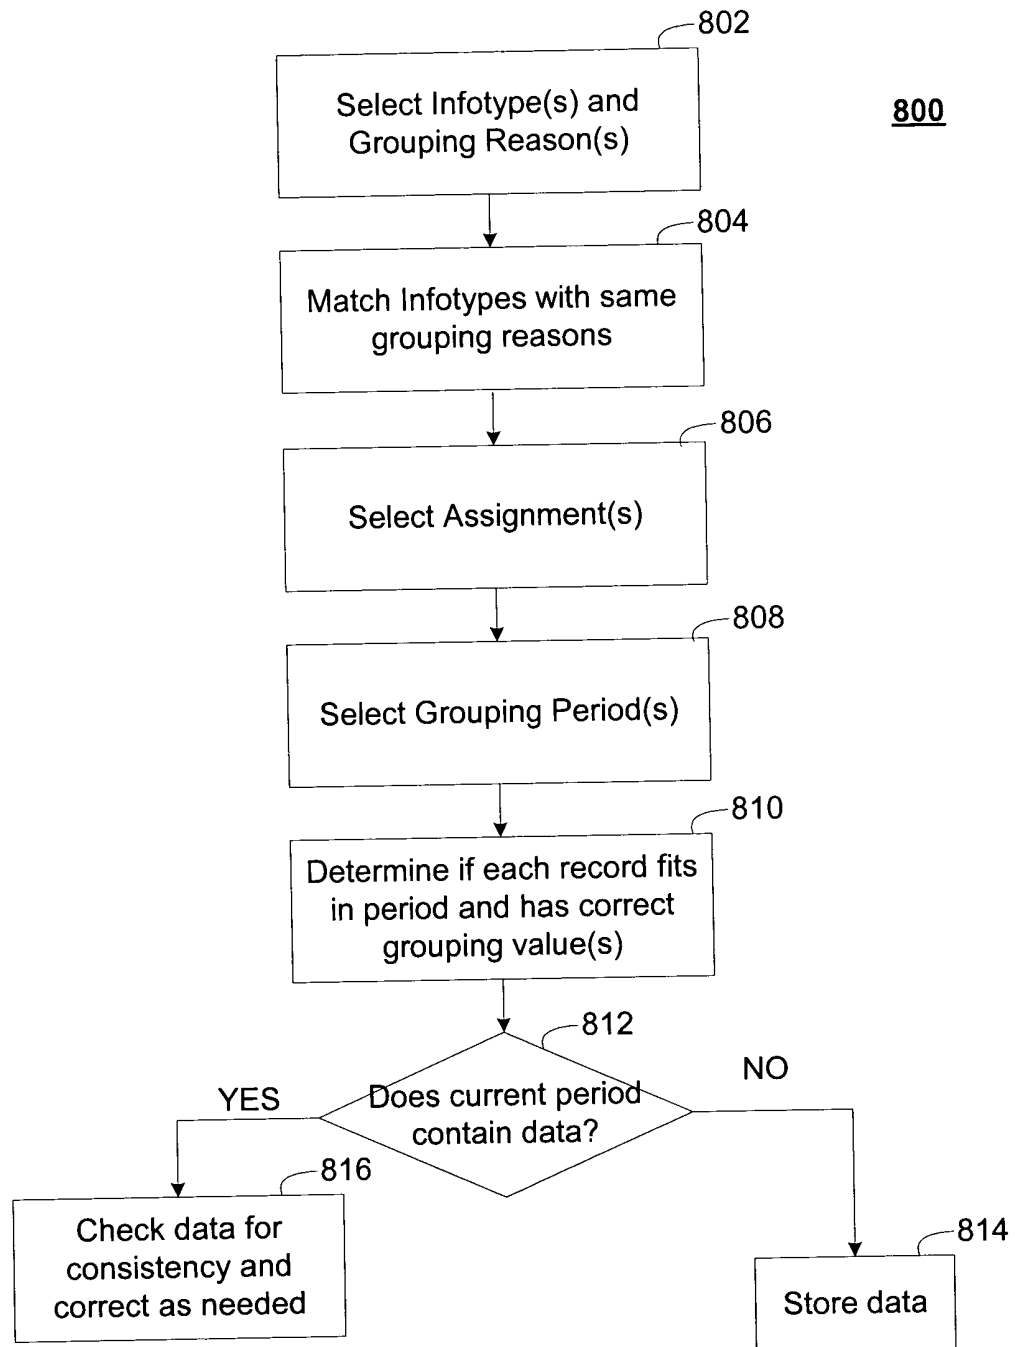 802
Select Infotype(s) and
Grouping Reason(s)
800
804
Match Infotypes with same
grouping reasons
806
Select Assignment(s)
808
Select Grouping Period(s)
810
Determine if each record fits
in period and has correct
grouping value(s)
812
Does current period
contain data?
YES
NO
816
Check data for
consistency and
correct as needed
814
Store data